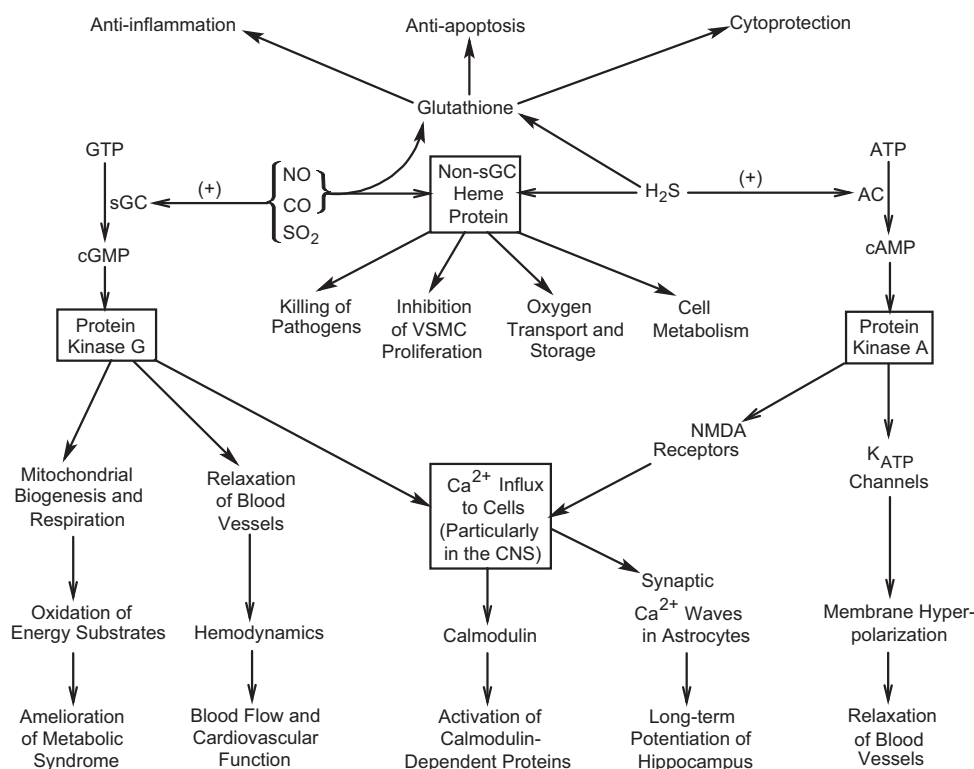 Anti-inflammation
Anti-apoptosis
Cytoprotection
Glutathione
GTP
sGC
(+)
NO
CO
SO2
Non-sGC
Heme
Protein
H2S
(+)
ATP
AC
cGMP
cAMP
Killing of
Pathogens
Inhibition
of VSMC
Proliferation
Oxygen
Transport and
Storage
Cell
Metabolism
Protein
Kinase G
Protein
Kinase A
NMDA
Receptors
KATP
Channels
Mitochondrial
Biogenesis and
Respiration
Relaxation
of Blood
Vessels
Ca2+ Influx
to Cells
(Particularly
in the CNS)
Synaptic
Ca2+ Waves
in Astrocytes
Oxidation of
Energy Substrates
Hemodynamics
Calmodulin
Membrane Hyper-
polarization
Amelioration
of Metabolic
Syndrome
Blood Flow and
Cardiovascular
Function
Activation of
Calmodulin-
Dependent Proteins
Long-term
Potentiation of
Hippocampus
Relaxation
of Blood
Vessels